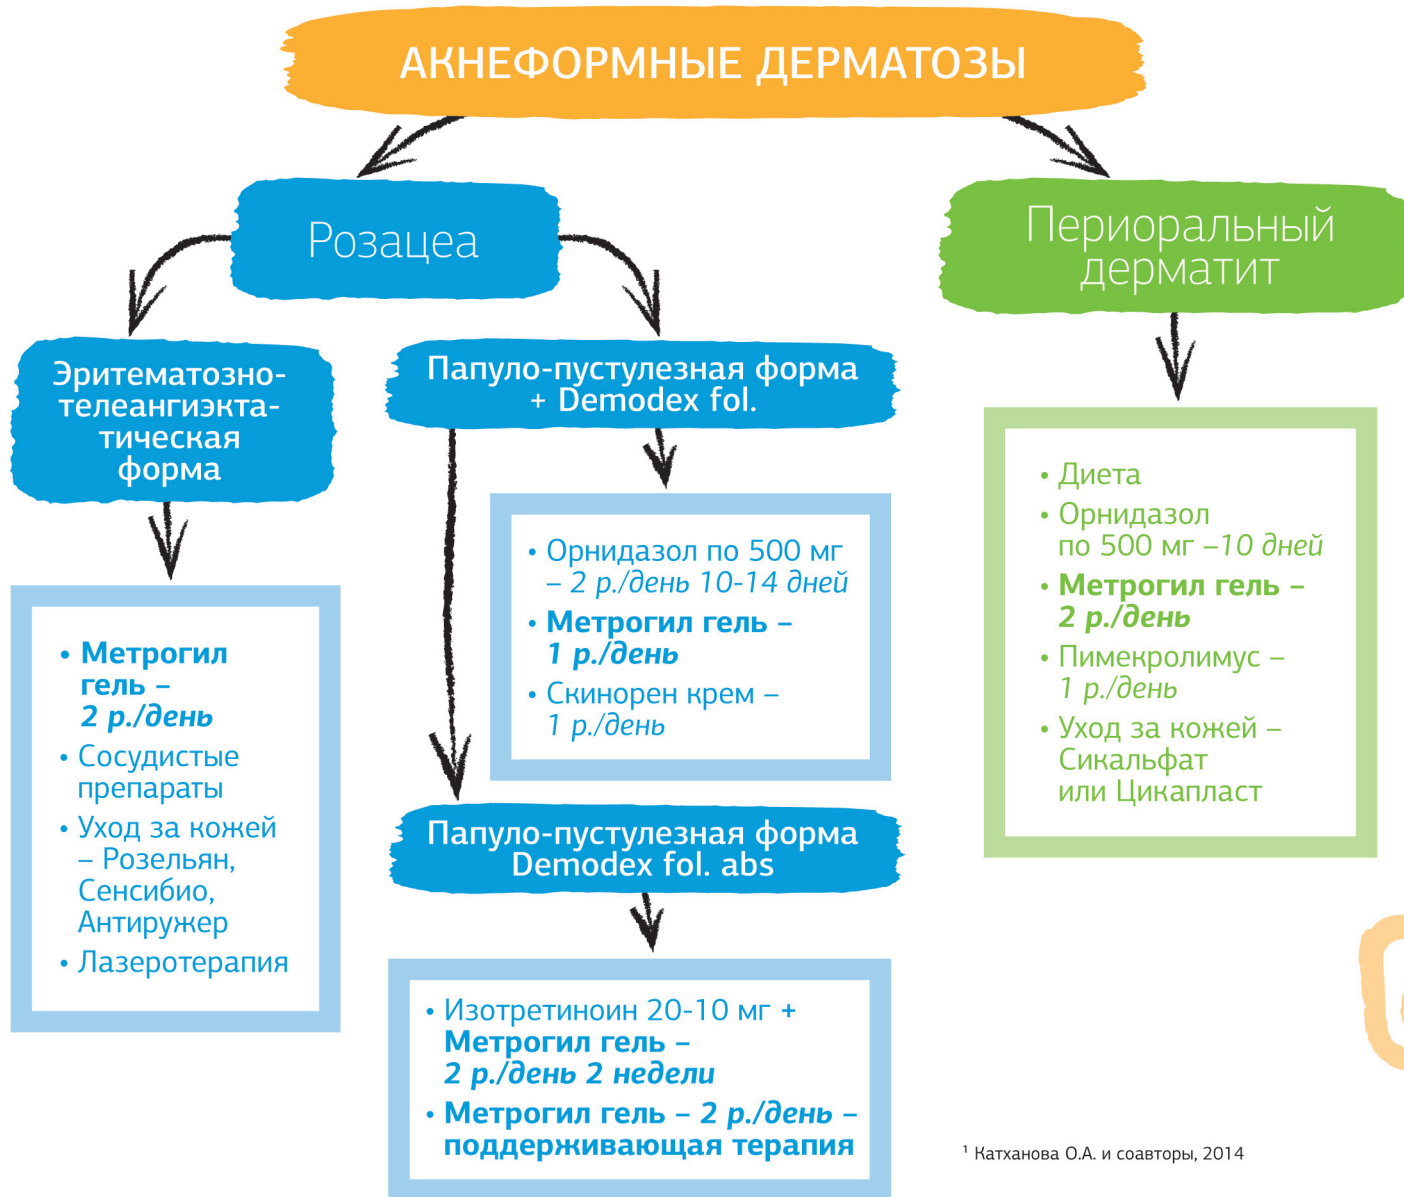 АКНЕФОРМНЫЕ ДЕРМАТОЗЫ
Розацеа
Периоральный
дерматит
Эритематозно-
телеангиэкта-
тическая
форма
Папуло-пустулезная форма
+ Demodex fol.
• Метрогил
гель –
2 р./день
• Сосудистые
препараты
• Уход за кожей
– Розельян,
Сенсибио,
Антиружер
• Лазеротерапия
• Орнидазол по 500 мг
– 2 р./день 10-14 дней
• Метрогил гель –
1 р./день
• Скинорен крем –
1 р./день
Папуло-пустулезная форма
Demodex fol. abs
• Изотретиноин 20-10 мг +
Метрогил гель –
2 р./день 2 недели
• Метрогил гель – 2 р./день –
поддерживающая терапия
• Диета
• Орнидазол
по 500 мг –10 дней
• Метрогил гель –
2 р./день
• Пимекролимус –
1 р./день
• Уход за кожей –
Сикальфат
или Цикапласт
¹ Катханова О.А. и соавторы, 2014